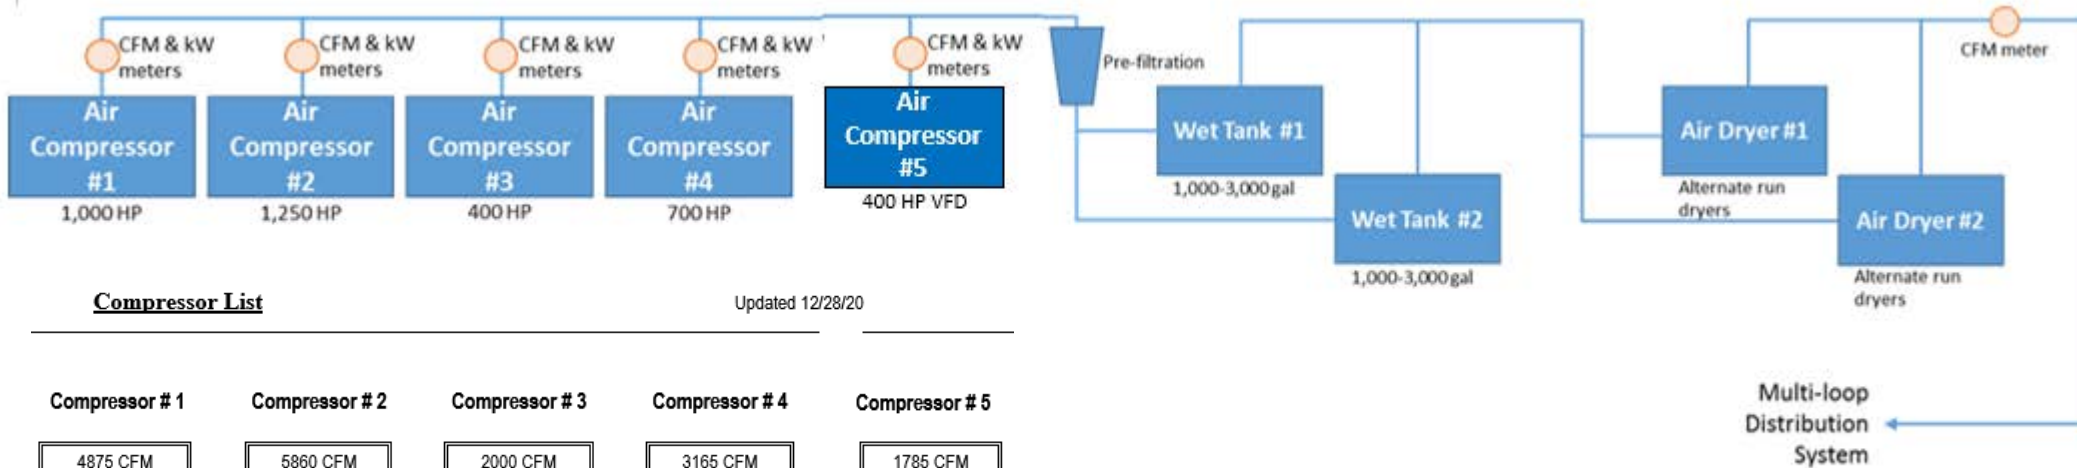 CFM & kW
meters
CFM & kW
meters
CFM & kW
meters
CFM & kW
meters
CFM & kW
meters
Air
Compressor
#1
1,000 HP
Air
Compressor
#2
1,250 HP
Air
Compressor
#3
400 HP
Air
Compressor
#4
700 HP
Air
Compressor
#5
400 HP VFD
Pre-filtration
Wet Tank #1
1,000-3,000 gal
Wet Tank #2
1,000-3,000 gal
Air Dryer #1
Alternate run
dryers
Air Dryer #2
Alternate run
dryers
CFM meter
Multi-loop
Distribution
System
Compressor List
Updated 12/28/20
Compressor # 1
Compressor # 2
Compressor # 3
Compressor # 4
Compressor # 5
4875 CFM
5860 CFM
2000 CFM
3165 CFM
1785 CFM